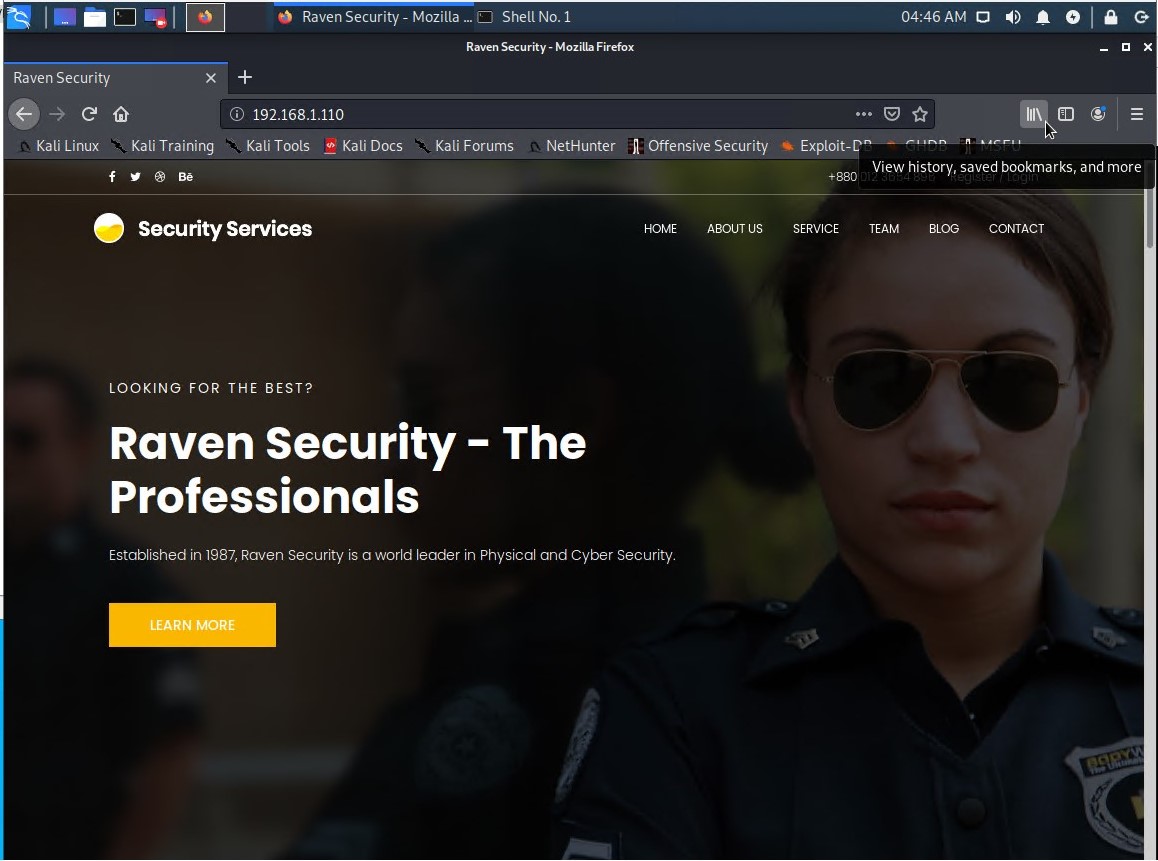 Raven Security - Mozilla ...
Shell No. 1
04:46 AM
Raven Security - Mozilla Firefox
Raven Security
192.168.1.110
Kali Linux
Kali Training
Kali Tools
Kali Docs
Kali Forums
NetHunter
Offensive Security
Exploit-DB
GHDB
MSFU
View history, saved bookmarks, and more
Bē
+880 012 3654 896
Register / Login
Security Services
HOME
ABOUT US
SERVICE
TEAM
BLOG
CONTACT
LOOKING FOR THE BEST?
Raven Security - The
Professionals
Established in 1987, Raven Security is a world leader in Physical and Cyber Security.
LEARN MORE